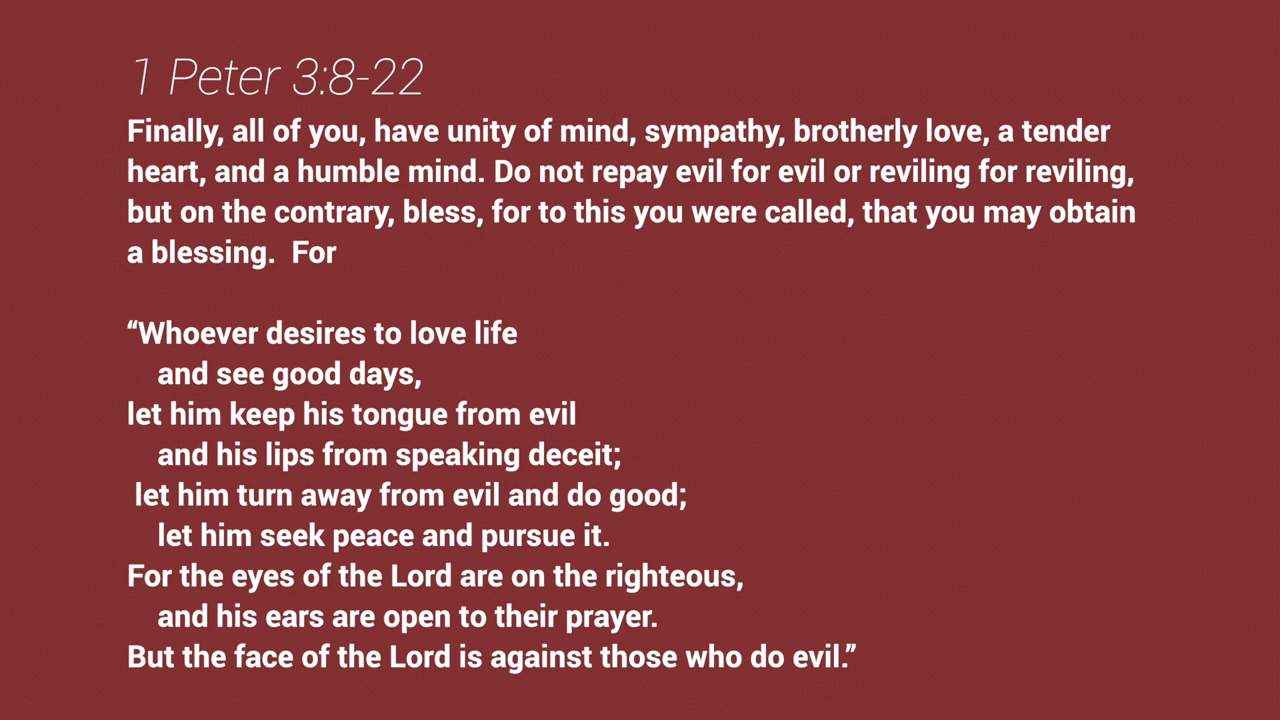 1 Peter 3:8-22
Finally, all of you, have unity of mind, sympathy, brotherly love, a tender
heart, and a humble mind. Do not repay evil for evil or reviling for reviling,
but on the contrary, bless, for to this you were called, that you may obtain
a blessing.  For
“Whoever desires to love life
and see good days,
let him keep his tongue from evil
and his lips from speaking deceit;
let him turn away from evil and do good;
let him seek peace and pursue it.
For the eyes of the Lord are on the righteous,
and his ears are open to their prayer.
But the face of the Lord is against those who do evil.”